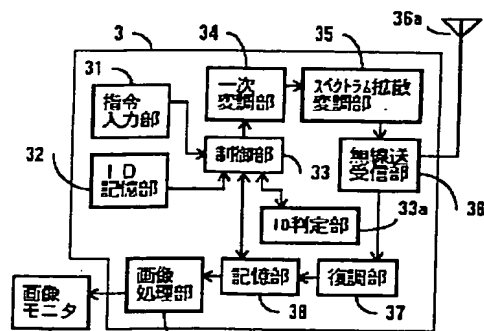 3
34
35
36a
31
指令
入力部
一次
変調部
スペクトラム拡散
変調部
32
ID
記憶部
制御部
33
無線送
受信部
36
ID判定部
33a
画像
モニタ
画像
処理部
記憶部
38
復調部
37